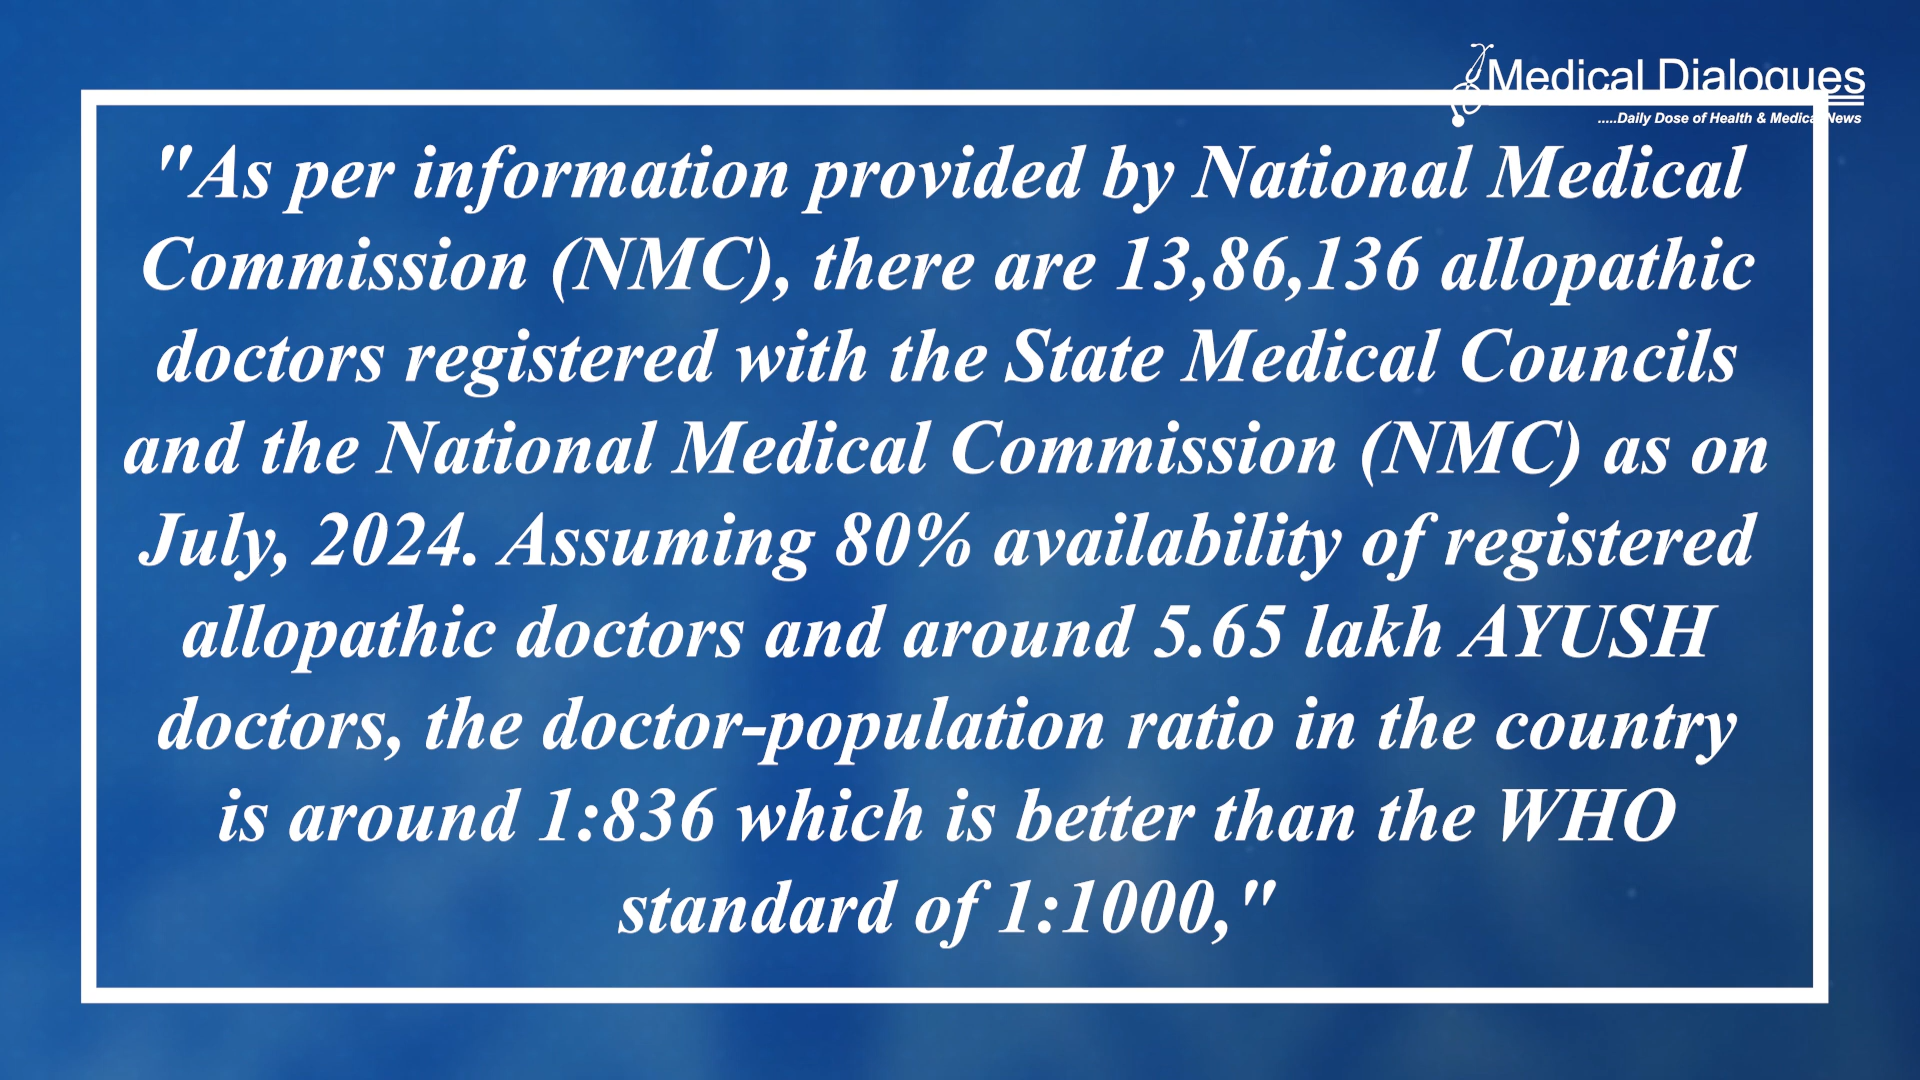 Medical Dialogues
.....Daily Dose of Health & Medical News
"As per information provided by National Medical
Commission (NMC), there are 13,86,136 allopathic
doctors registered with the State Medical Councils
and the National Medical Commission (NMC) as on
July, 2024. Assuming 80% availability of registered
allopathic doctors and around 5.65 lakh AYUSH
doctors, the doctor-population ratio in the country
is around 1:836 which is better than the WHO
standard of 1:1000,"